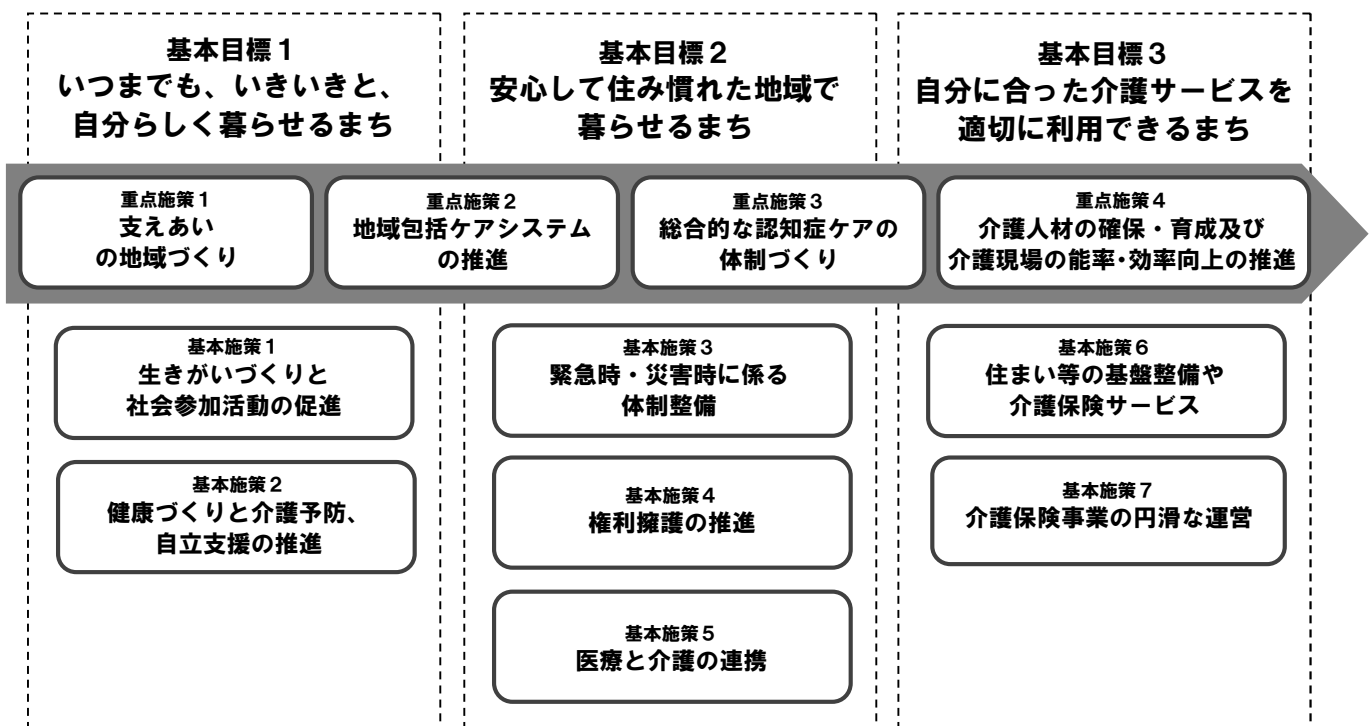 基本目標１
いつまでも、いきいきと、
自分らしく暮らせるまち
基本目標２
安心して住み慣れた地域で
暮らせるまち
基本目標３
自分に合った介護サービスを
適切に利用できるまち
重点施策１
支えあい
の地域づくり
重点施策２
地域包括ケアシステム
の推進
重点施策３
総合的な認知症ケアの
体制づくり
重点施策４
介護人材の確保・育成及び
介護現場の能率･効率向上の推進
基本施策１
生きがいづくりと
社会参加活動の促進
基本施策２
健康づくりと介護予防、
自立支援の推進
基本施策３
緊急時・災害時に係る
体制整備
基本施策４
権利擁護の推進
基本施策５
医療と介護の連携
基本施策６
住まい等の基盤整備や
介護保険サービス
基本施策７
介護保険事業の円滑な運営